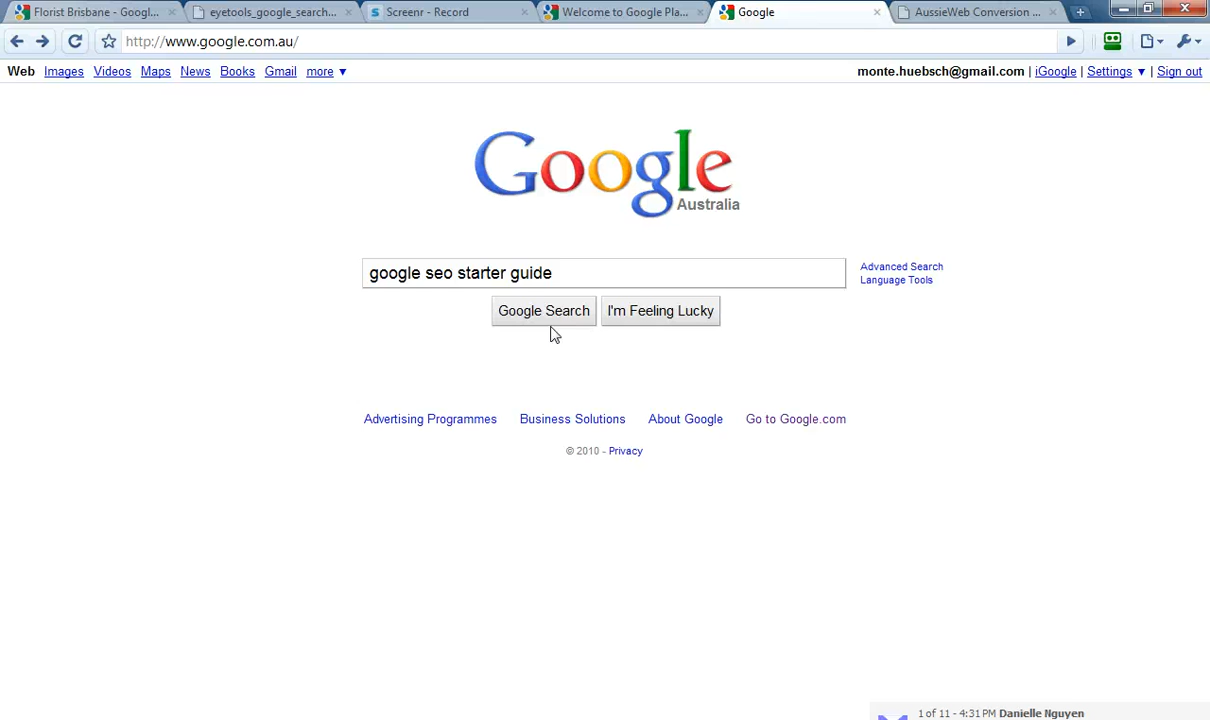 Florist Brisbane - Googl...
eyetools_google_search...
Screenr - Record
Welcome to Google Pla...
Google
AussieWeb Conversion ...
http://www.google.com.au/
Web Images Videos Maps News Books Gmail more ▼
monte.huebsch@gmail.com | iGoogle | Settings ▼ | Sign out
Google
Australia
google seo starter guide
Advanced Search
Language Tools
Google Search
I'm Feeling Lucky
Advertising Programmes
Business Solutions
About Google
Go to Google.com
© 2010 - Privacy
1 of 11 - 4:31 PM Danielle Nguyen